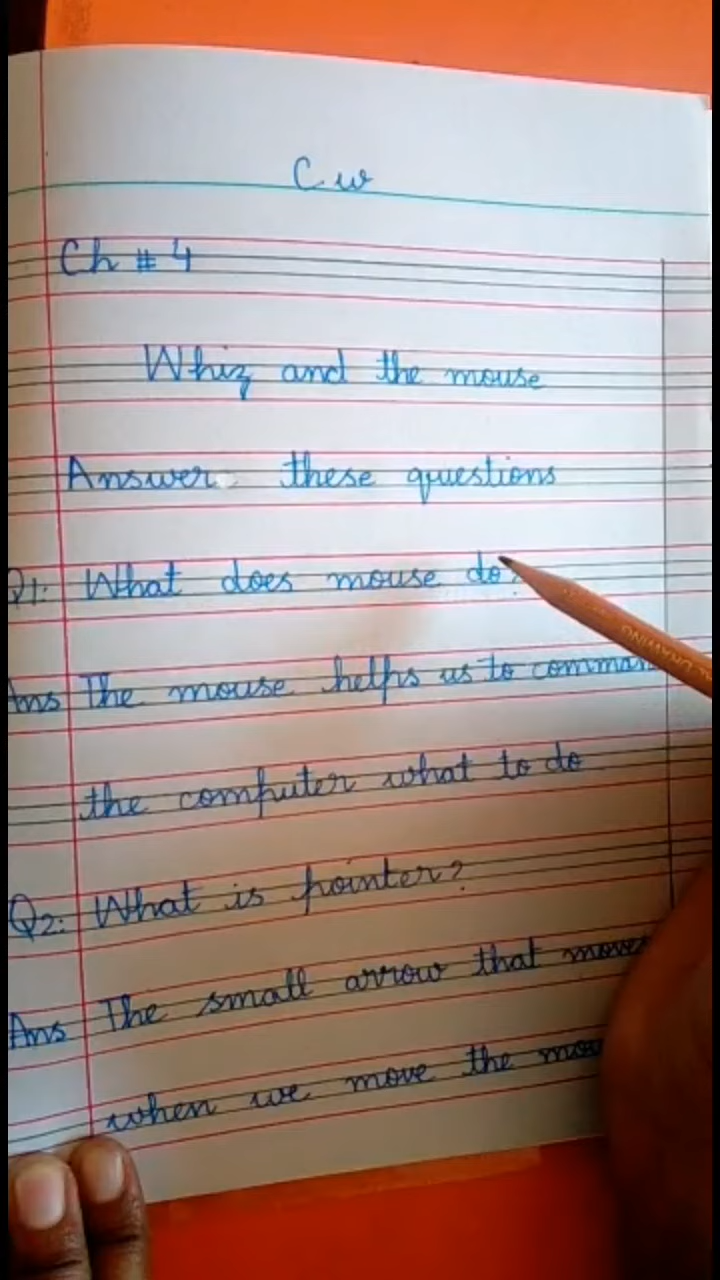 C w
Ch # 4
Whiz and the mouse
Answer these questions
Q1: What does mouse do?
Ans The mouse helps us to comman
the computer what to do
Q2: What is pointer?
Ans The small arrow that moves
when we move the mou
DRAWING